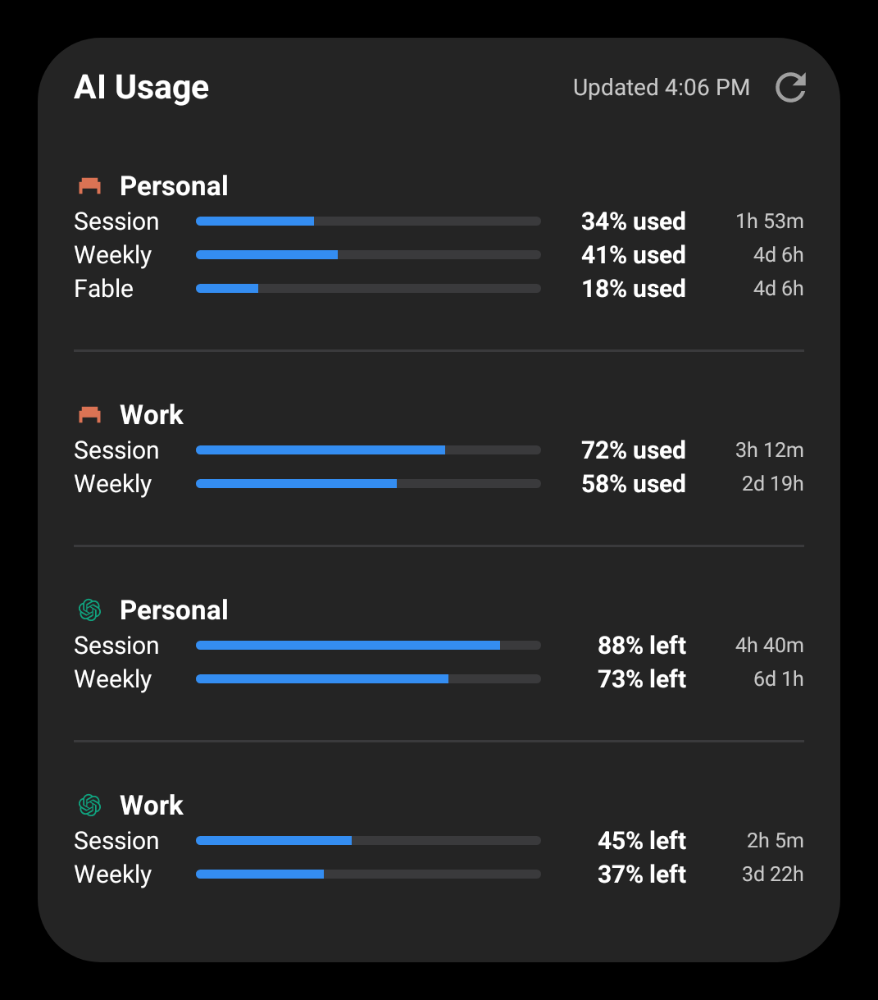 AI Usage Updated 4:06 PM
Personal
Session 34% used 1h 53m
Weekly 41% used 4d 6h
Fable 18% used 4d 6h
Work
Session 72% used 3h 12m
Weekly 58% used 2d 19h
Personal
Session 88% left 4h 40m
Weekly 73% left 6d 1h
Work
Session 45% left 2h 5m
Weekly 37% left 3d 22h